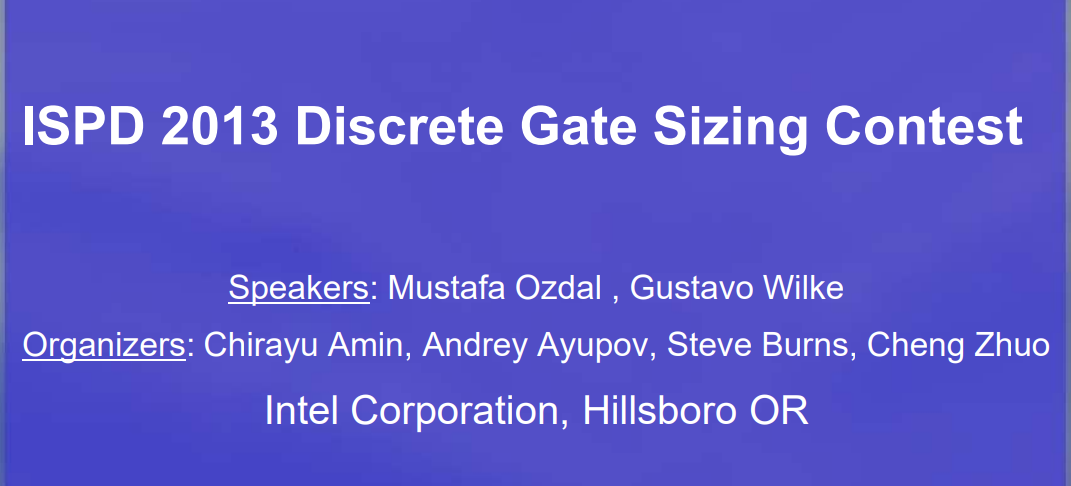 ISPD 2013 Discrete Gate Sizing Contest
Speakers: Mustafa Ozdal , Gustavo Wilke
Organizers: Chirayu Amin, Andrey Ayupov, Steve Burns, Cheng Zhuo
Intel Corporation, Hillsboro OR